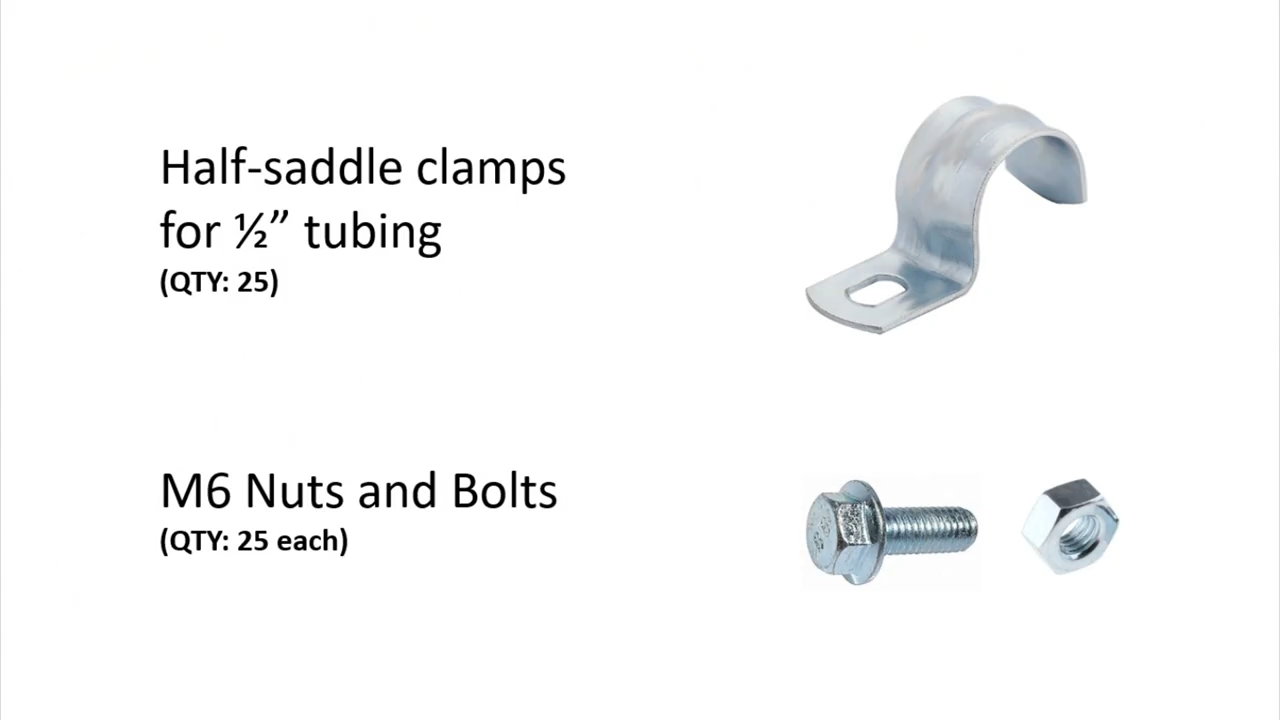 Half-saddle clamps
for ½” tubing
(QTY: 25)
M6 Nuts and Bolts
(QTY: 25 each)